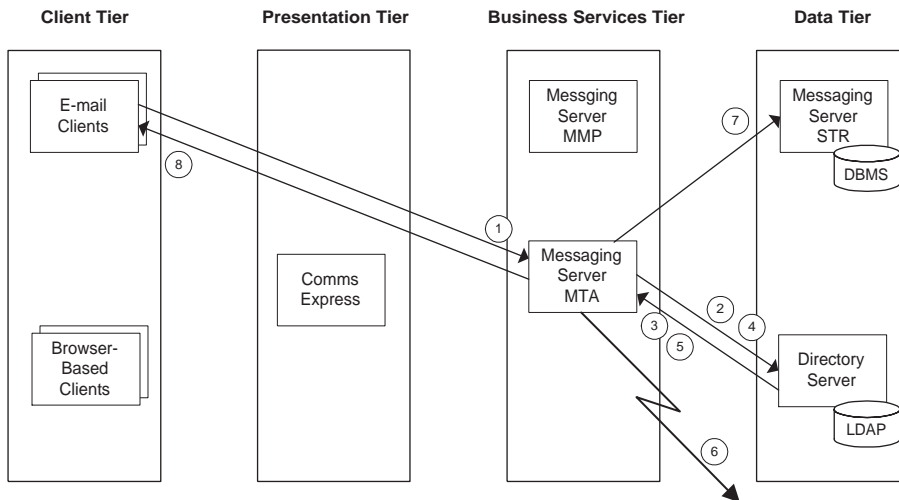 Client Tier
Presentation Tier
Business Services Tier
Data Tier
E-mail
Clients
Messging
Server
MMP
Messaging
Server
STR
DBMS
7
8
1
Comms
Express
Messaging
Server
MTA
2
3
4
5
Browser-
Based
Clients
Directory
Server
LDAP
6